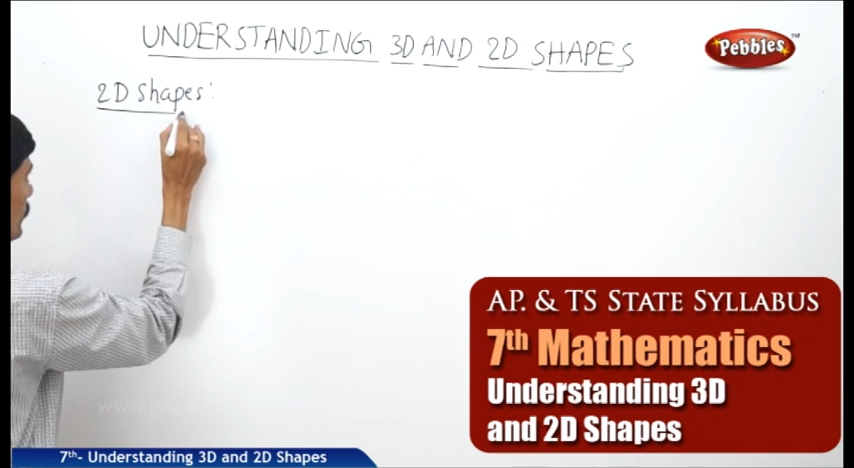 UNDERSTANDING 3D AND 2D SHAPES
Pebbles TM
2D Shapes:
AP. & TS STATE SYLLABUS
7th Mathematics
Understanding 3D
and 2D Shapes
7th- Understanding 3D and 2D Shapes